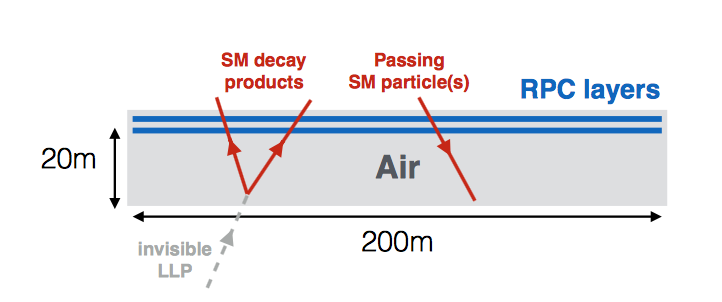 SM decay
products
Passing
SM particle(s)
RPC layers
20m
Air
200m
invisible
LLP